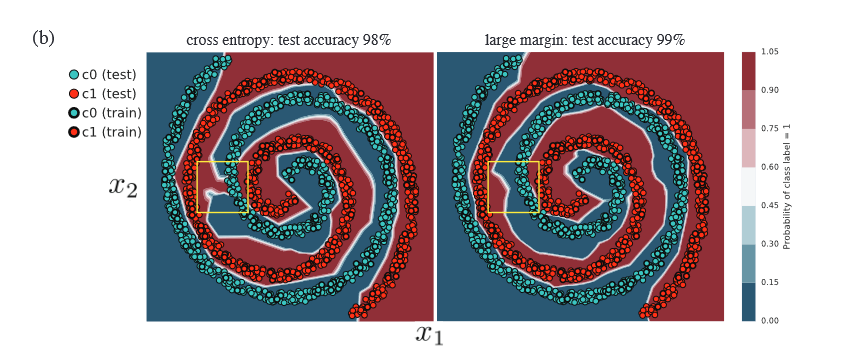 (b)
cross entropy: test accuracy 98%
large margin: test accuracy 99%
c0 (test)
c1 (test)
c0 (train)
c1 (train)
x2
x1
1.05
0.90
0.75
0.60
0.45
0.30
0.15
0.00
Probability of class label = 1